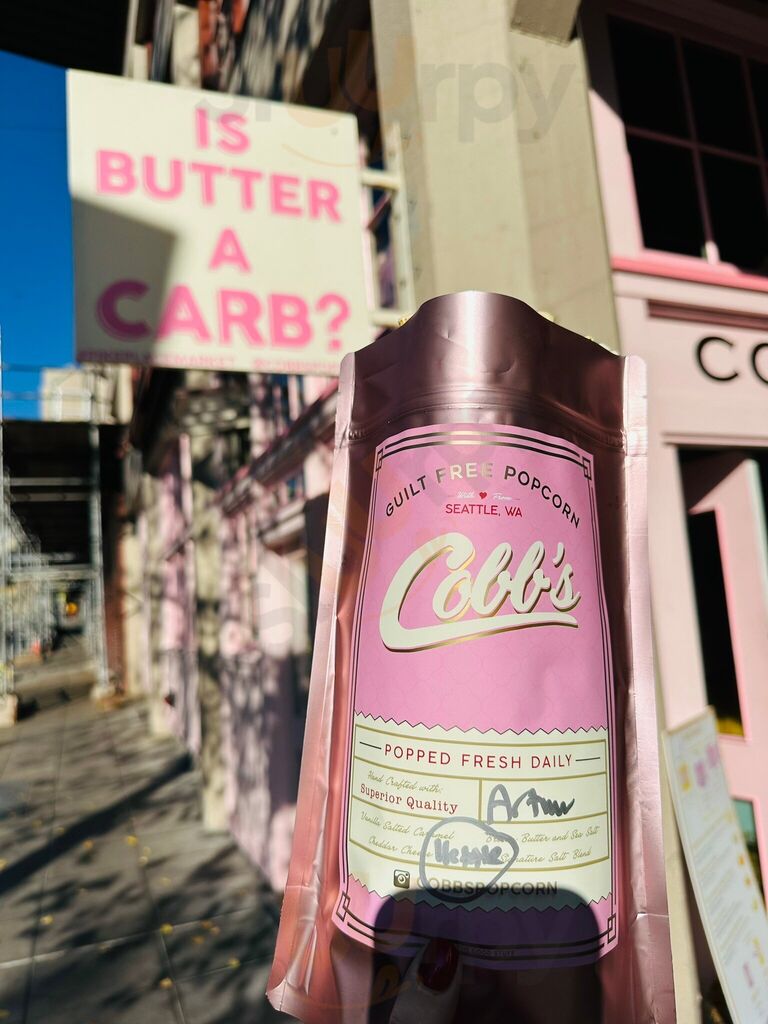 IS
BUTTER
A
CARB?
CO
GUILT FREE POPCORN
With ♥ From
SEATTLE, WA
Cobb's
POPPED FRESH DAILY
Hand Crafted with:
Superior Quality
Vanilla Salted Caramel
Butter and Sea Salt
Cheddar Cheese
Signature Salt Blend
COBBSPOPCORN